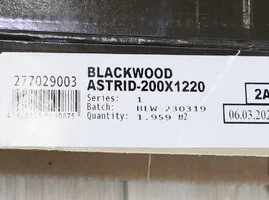 277029003
BLACKWOOD
ASTRID-200X1220
Series: 1
Batch: BLW-230319
Quantity: 1.959 m2
2A
06.03.202